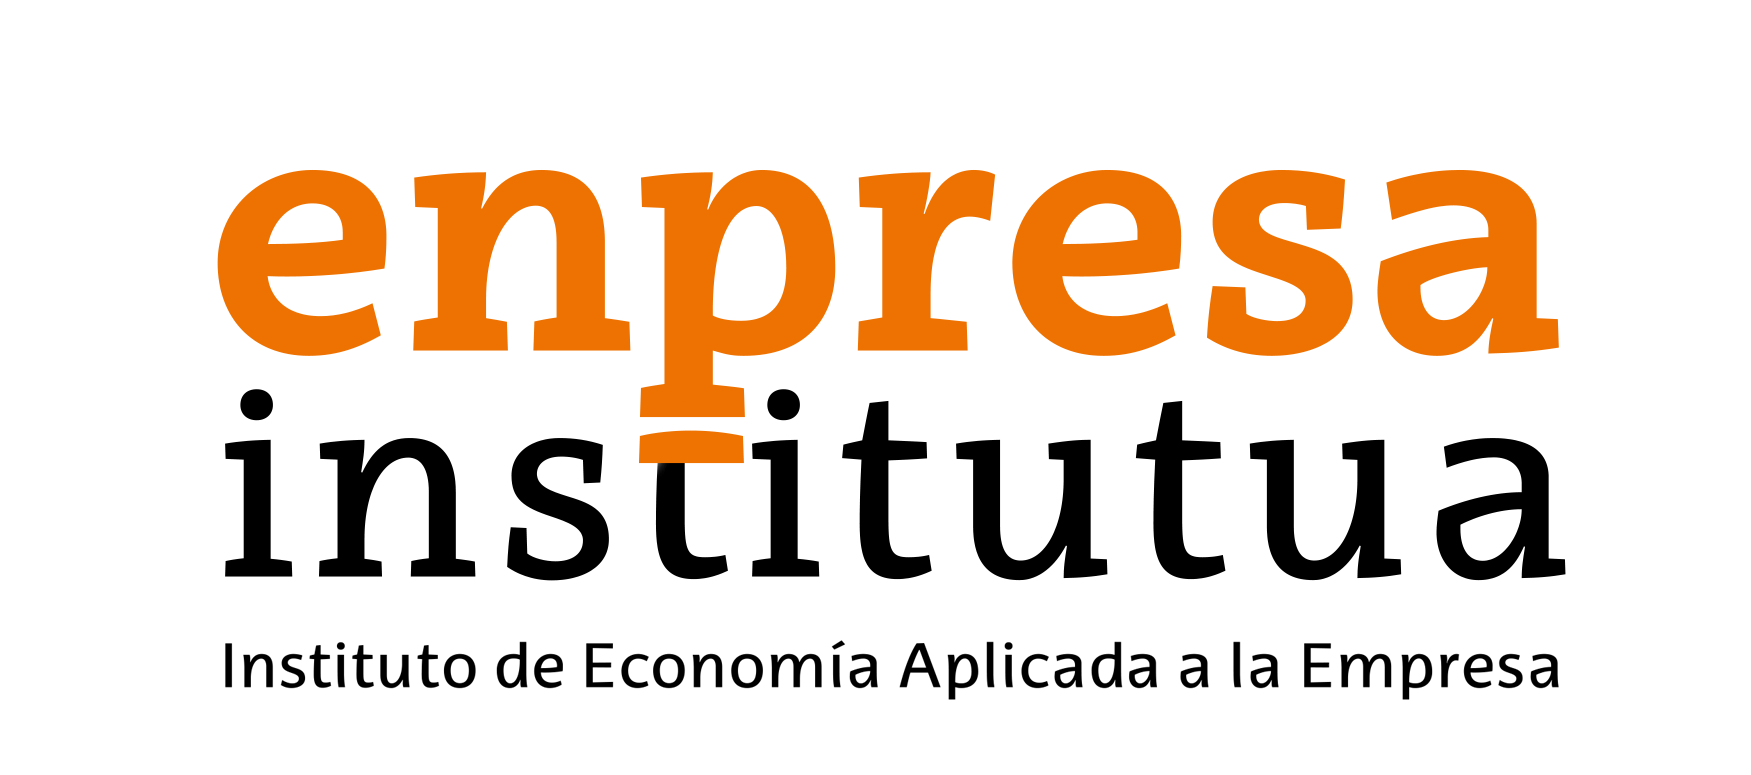 enpresa
institutua
Instituto de Economía Aplicada a la Empresa